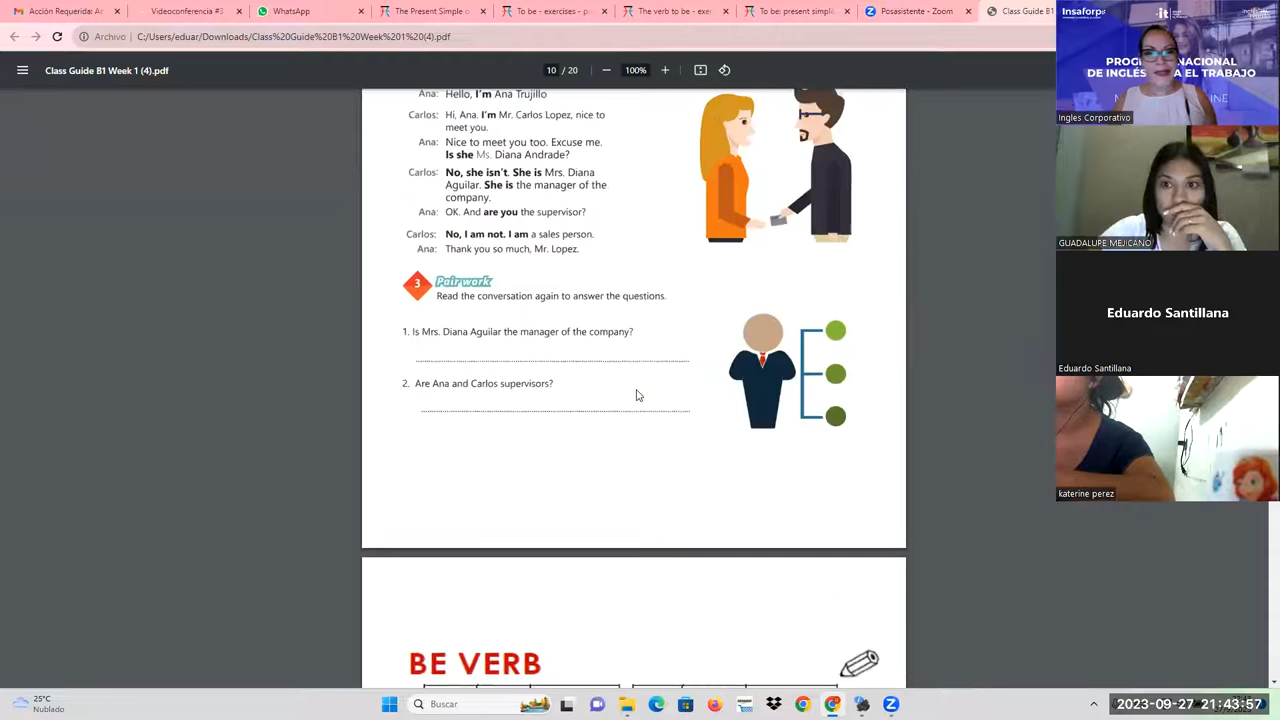 Acción Requerida: Ac
Videoconferencia #3
WhatsApp
The Present Simple o
To be - exercises - p
The verb to be - exer
To be: present simple
Posasistente - Zoom
Class Guide B1
Archivo | C:/Users/eduar/Downloads/Class%20Guide%20B1%20Week%201%20(4).pdf
Class Guide B1 Week 1 (4).pdf
10 / 20
100%
Ana: Hello, I'm Ana Trujillo
Carlos: Hi, Ana. I'm Mr. Carlos Lopez, nice to
meet you.
Ana: Nice to meet you too. Excuse me.
Is she Ms. Diana Andrade?
Carlos: No, she isn't. She is Mrs. Diana
Aguilar. She is the manager of the
company.
Ana: OK. And are you the supervisor?
Carlos: No, I am not. I am a sales person.
Ana: Thank you so much, Mr. Lopez.
3 Pair work
Read the conversation again to answer the questions.
1. Is Mrs. Diana Aguilar the manager of the company?
2. Are Ana and Carlos supervisors?
BE VERB
Insaforp
Ingles Corporativo
GUADALUPE MEJICANO
Eduardo Santillana
Eduardo Santillana
katerine perez
25°C
Nublado
Buscar
2023-09-27 21:43:57